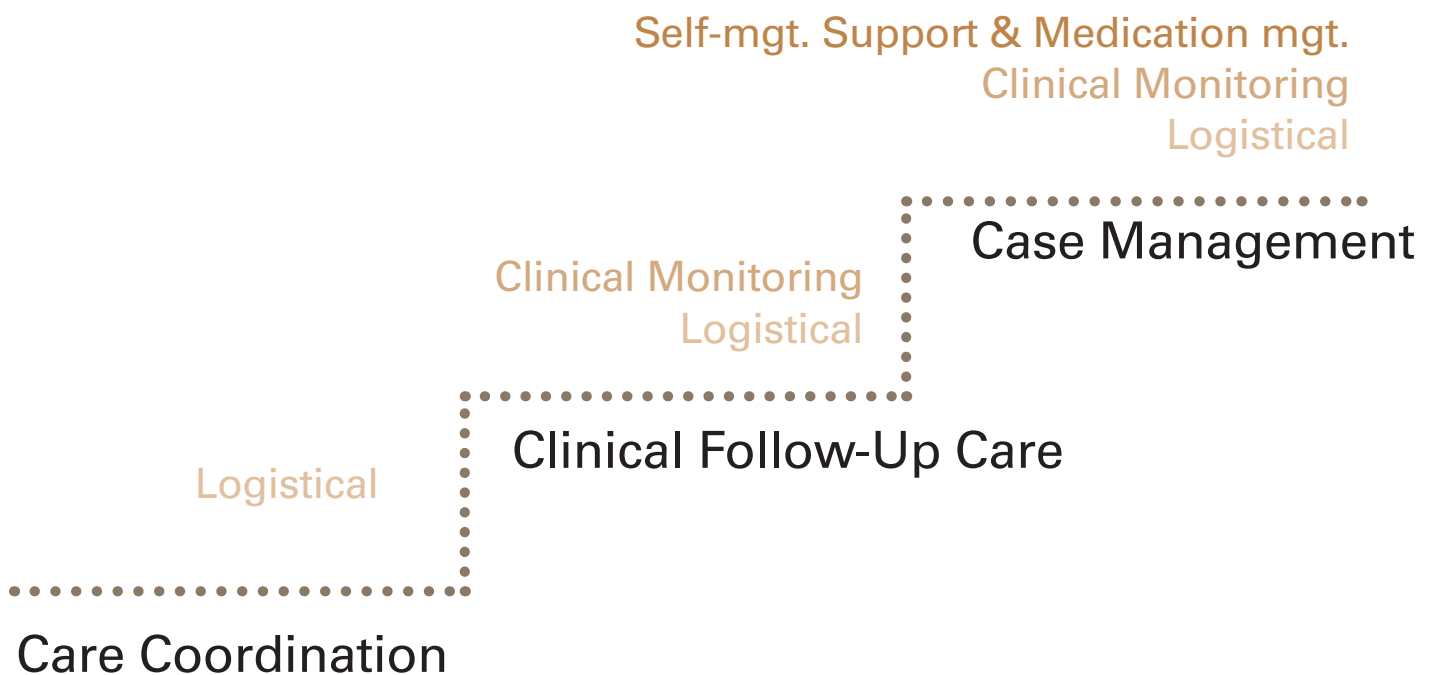 Self-mgt. Support & Medication mgt.
Clinical Monitoring
Logistical
Case Management
Clinical Monitoring
Logistical
Clinical Follow-Up Care
Logistical
Care Coordination